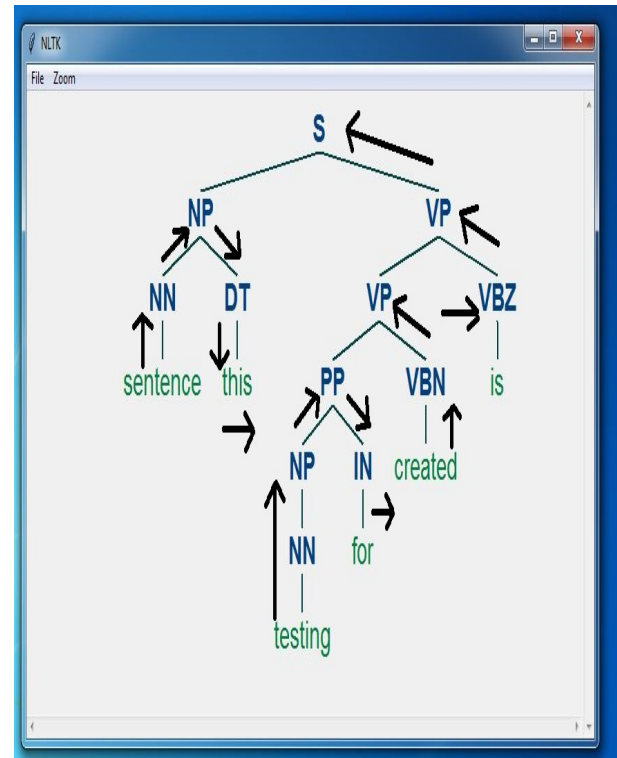 NLTK
File Zoom
S
NP VP
NN DT VP VBZ
sentence this PP VBN is
NP IN created
NN for
testing